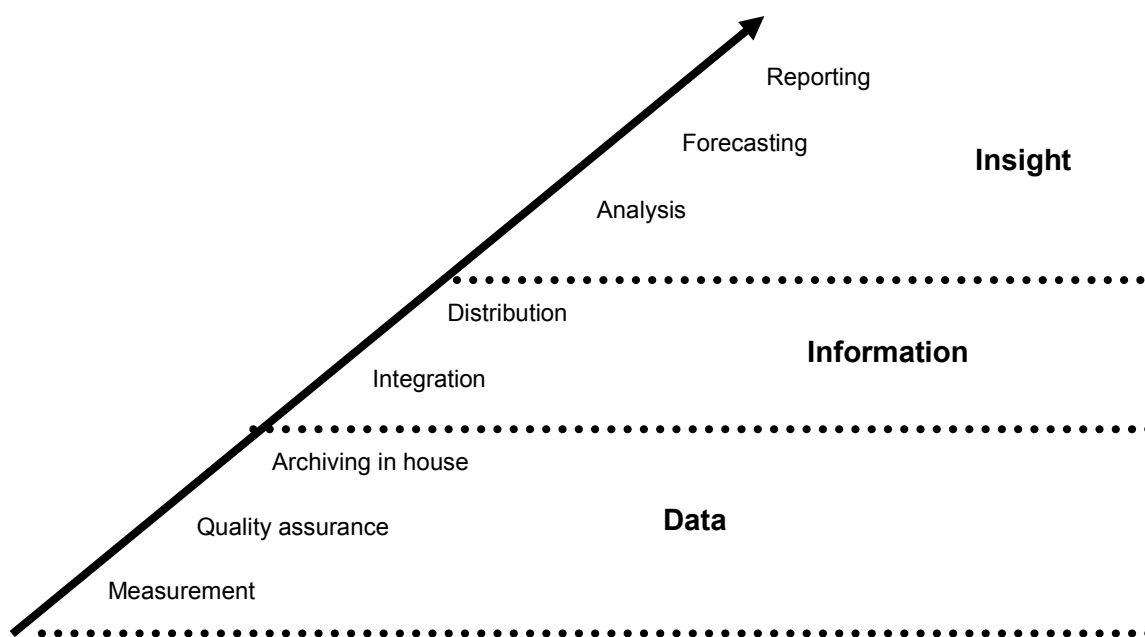 Reporting
Forecasting
Insight
Analysis
Distribution
Information
Integration
Archiving in house
Data
Quality assurance
Measurement